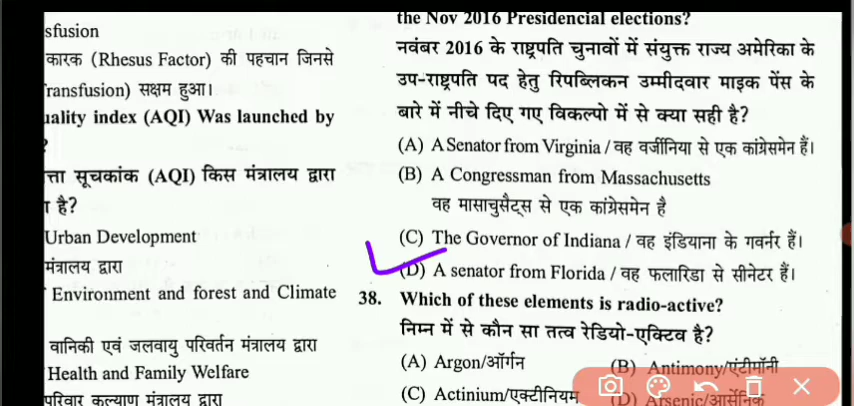 sfusion
कारक (Rhesus Factor) की पहचान जिनसे
Transfusion) सक्षम हुआ।
uality index (AQI) Was launched by
?
त्ता सूचकांक (AQI) किस मंत्रालय द्वारा
ा है?
Urban Development
मंत्रालय द्वारा
Environment and forest and Climate
वानिकी एवं जलवायु परिवर्तन मंत्रालय द्वारा
Health and Family Welfare
परिवार कल्याण मंत्रालय द्वारा
the Nov 2016 Presidencial elections?
नवंबर 2016 के राष्ट्रपति चुनावों में संयुक्त राज्य अमेरिका के
उप-राष्ट्रपति पद हेतु रिपब्लिकन उम्मीदवार माइक पेंस के
बारे में नीचे दिए गए विकल्पो में से क्या सही है?
(A) A Senator from Virginia / वह वर्जीनिया से एक कांग्रेसमेन हैं।
(B) A Congressman from Massachusetts
वह मासाचुसैट्स से एक कांग्रेसमेन है
(C) The Governor of Indiana / वह इंडियाना के गवर्नर हैं।
(D) A senator from Florida / वह फलारिडा से सीनेटर हैं।
38. Which of these elements is radio-active?
निम्न में से कौन सा तत्व रेडियो-एक्टिव है?
(A) Argon/ऑर्गन (B) Antimony/एंटीमॉनी
(C) Actinium/एक्टीनियम (D) Arsenic/आर्सेनिक